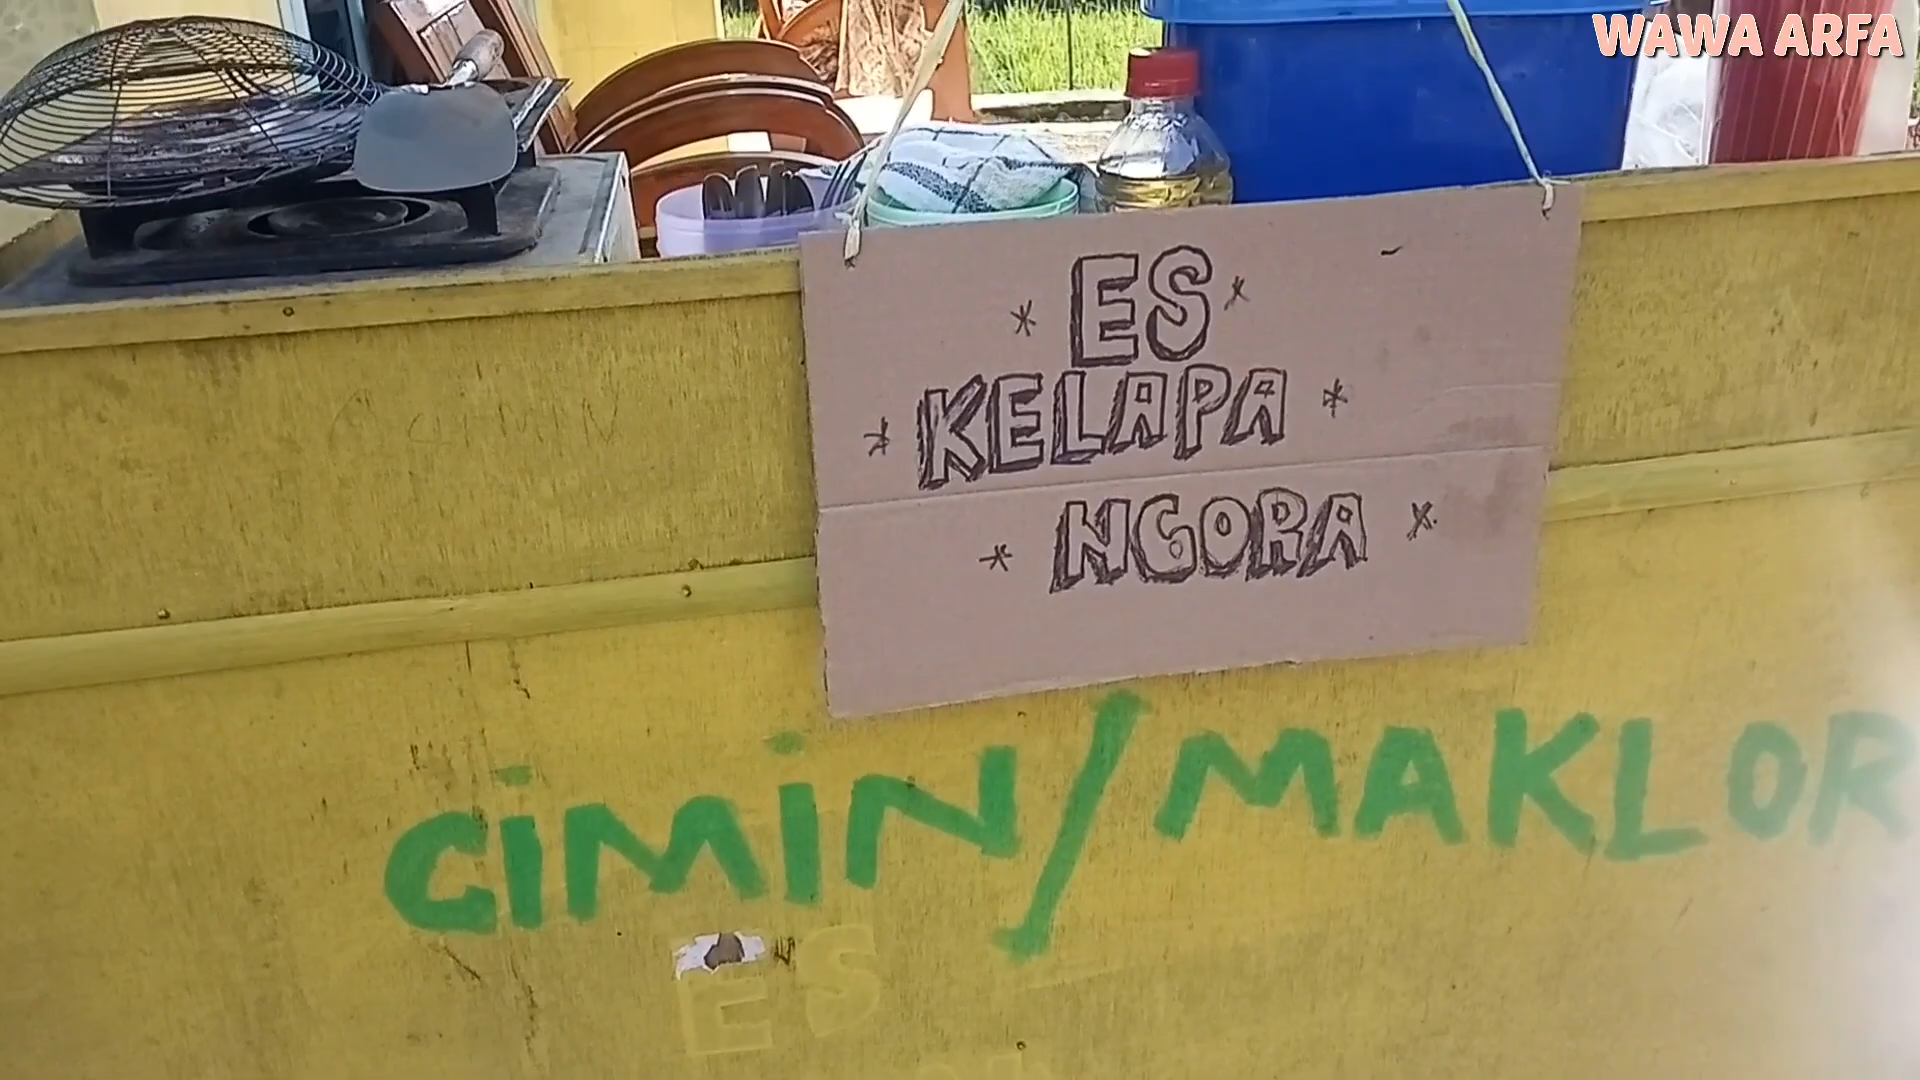 WAWA ARFA
* ES *
* KELAPA *
* NGORA *
CiMiN/MAKLOR
ES